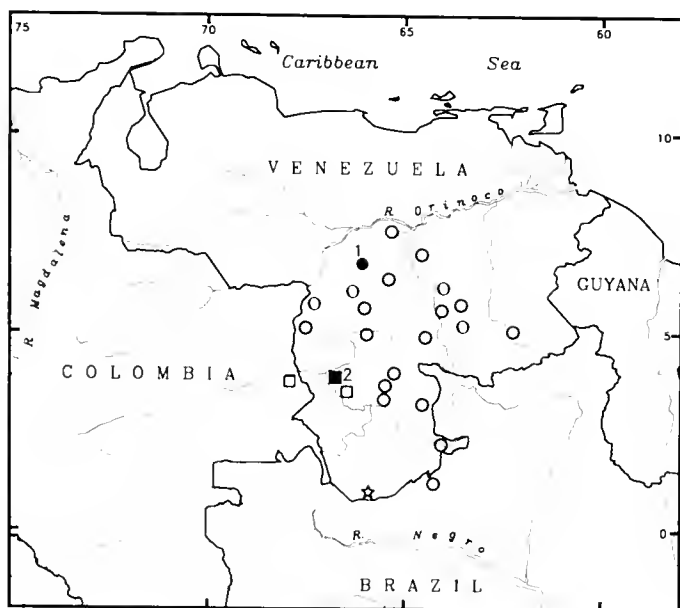 75 70 65 60
Caribbean Sea
10
VENEZUELA
R Orinoco
R Magdalena
1
GUYANA
5
COLOMBIA
2
0
R. Negro
BRAZIL